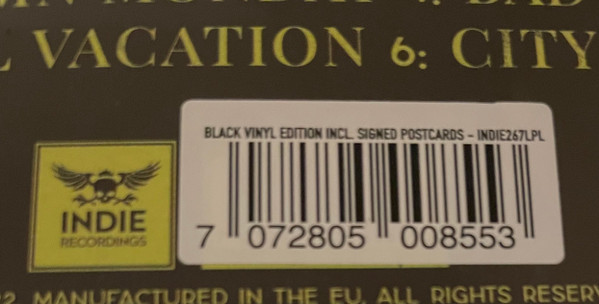 VACATION 6: CITY
BLACK VINYL EDITION INCL. SIGNED POSTCARDS - INDIE267LPL
INDIE
RECORDINGS
7 072805 008553
MANUFACTURED IN THE EU. ALL RIGHTS